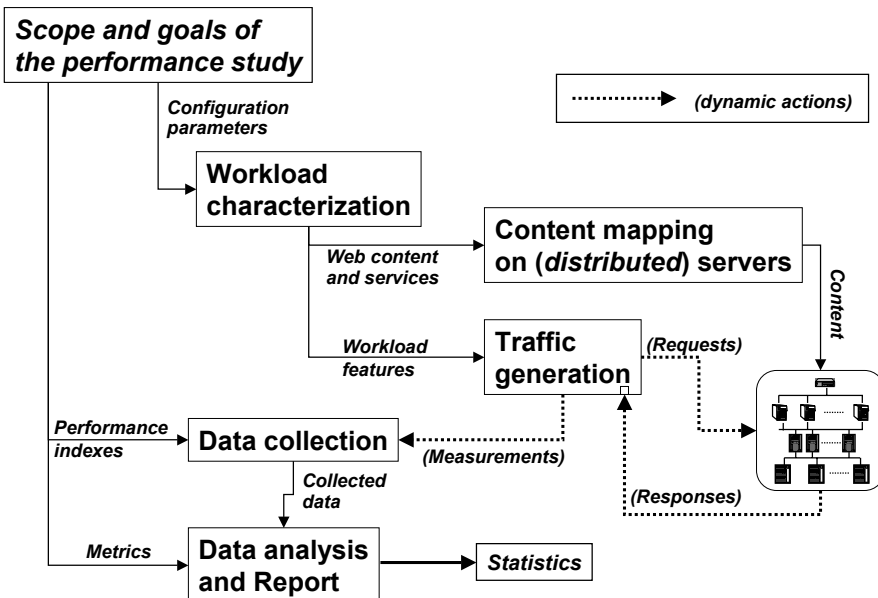 Scope and goals of
the performance study
Configuration
parameters
(dynamic actions)
Workload
characterization
Content mapping
on (distributed) servers
Web content
and services
Content
Traffic
generation
(Requests)
Workload
features
Performance
indexes
Data collection
(Measurements)
(Responses)
Collected
data
Metrics
Data analysis
and Report
Statistics